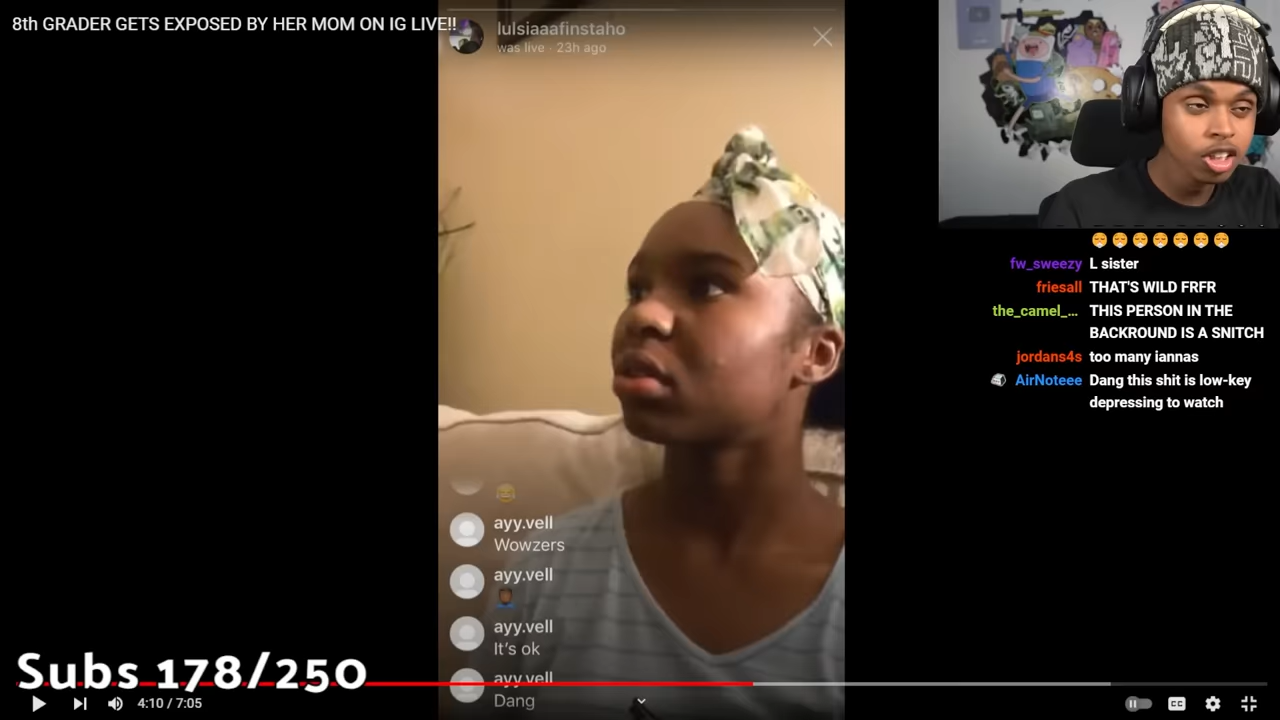 8th GRADER GETS EXPOSED BY HER MOM ON IG LIVE!!
lulsiaaafinstaho
was live · 23h ago
fw_sweezy L sister
friesall THAT'S WILD FRFR
the_camel_... THIS PERSON IN THE
BACKROUND IS A SNITCH
jordans4s too many iannas
AirNoteee Dang this shit is low-key
depressing to watch
ayy.vell
Wowzers
ayy.vell
ayy.vell
It's ok
ayy.vell
Dang
Subs 178/250
4:10 / 7:05
CC